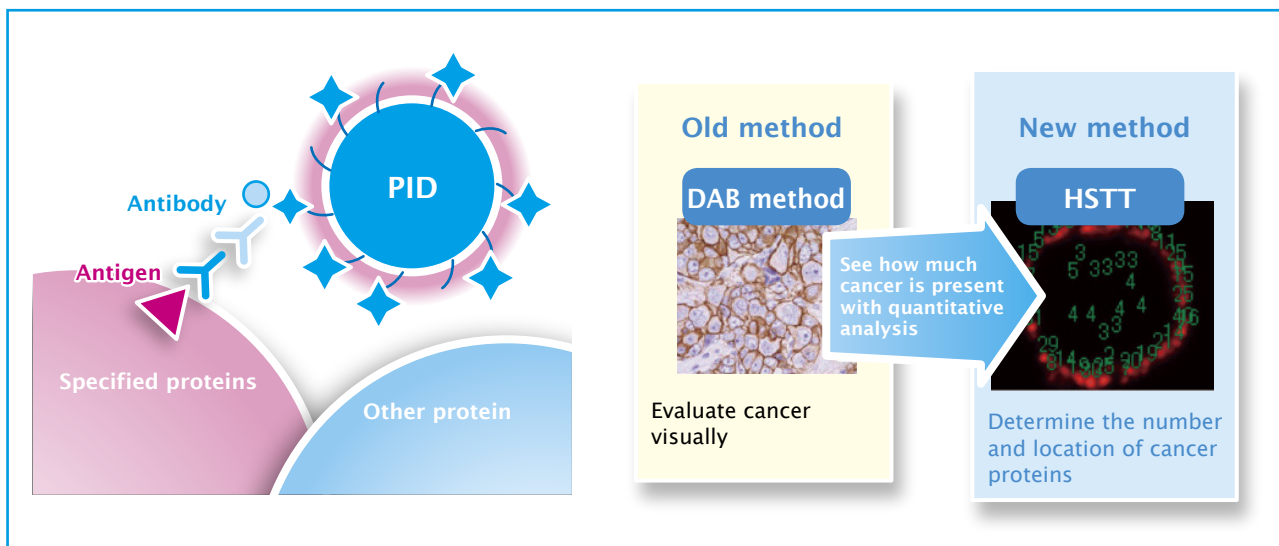 PID
Antibody
Antigen
Specified proteins
Other protein
Old method
DAB method
Evaluate cancer
visually
See how much
cancer is present
with quantitative
analysis
New method
HSTT
Determine the number
and location of cancer
proteins